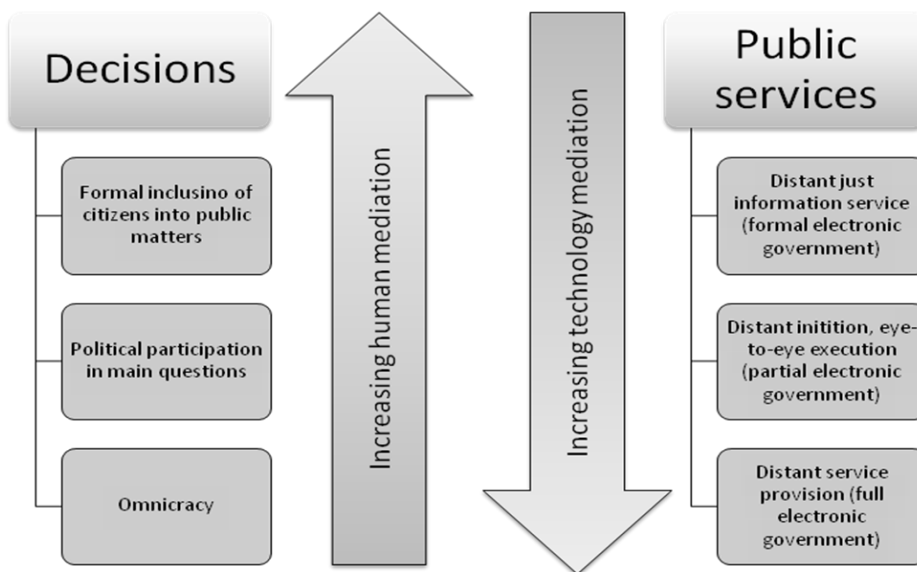 Decisions
Formal inclusino of
citizens into public
matters
Political participation
in main questions
Omnicracy
Increasing human mediation
Increasing technology mediation
Public
services
Distant just
information service
(formal electronic
government)
Distant initition, eye-
to-eye execution
(partial electronic
government)
Distant service
provision (full
electronic
government)